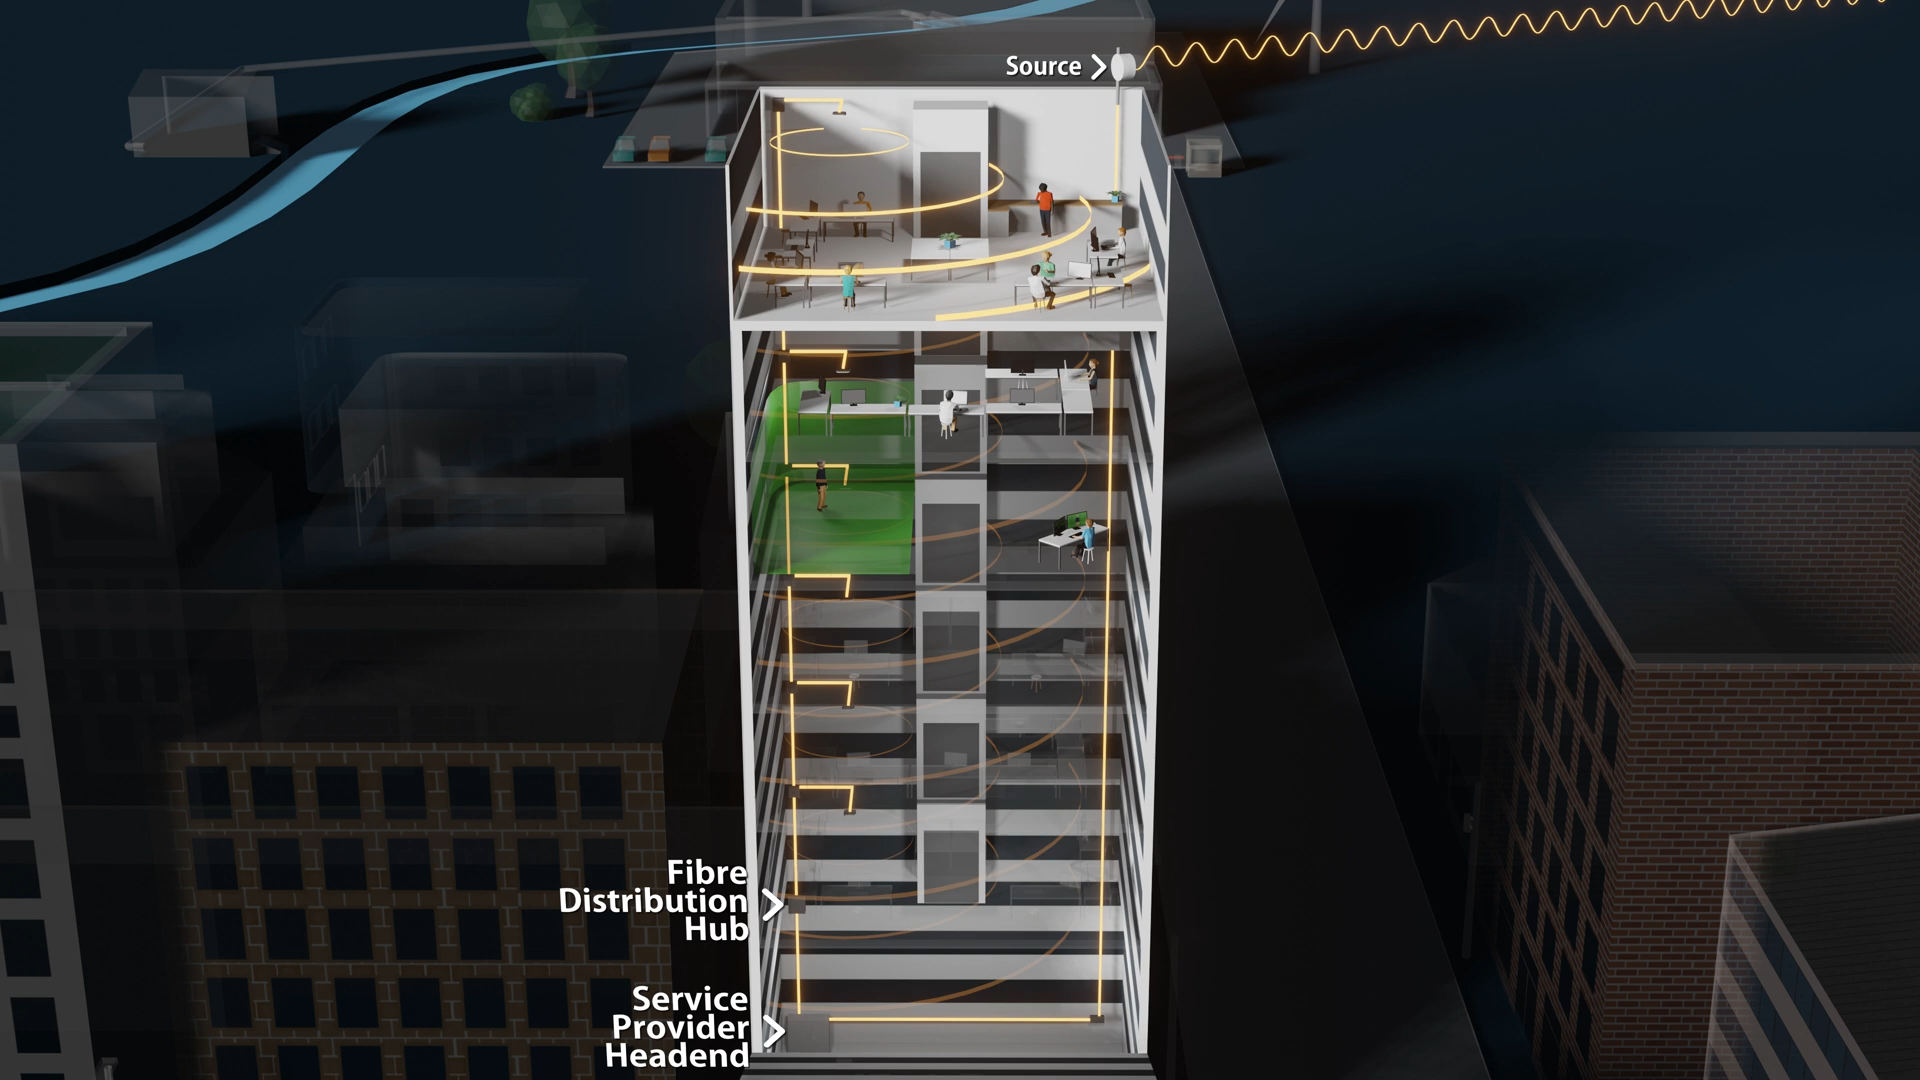 Source
Fibre
Distribution
Hub
Service
Provider
Headend